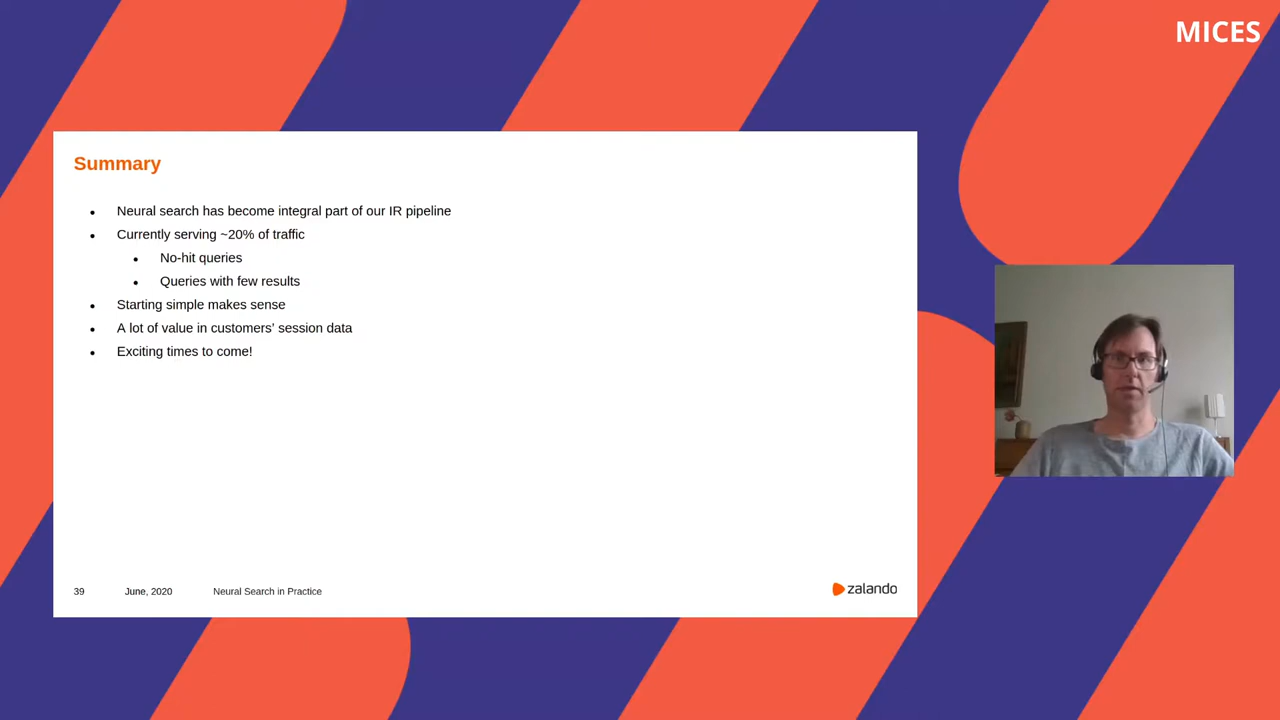 MICES
Summary
• Neural search has become integral part of our IR pipeline
• Currently serving ~20% of traffic
• No-hit queries
• Queries with few results
• Starting simple makes sense
• A lot of value in customers’ session data
• Exciting times to come!
39 June, 2020 Neural Search in Practice zalando